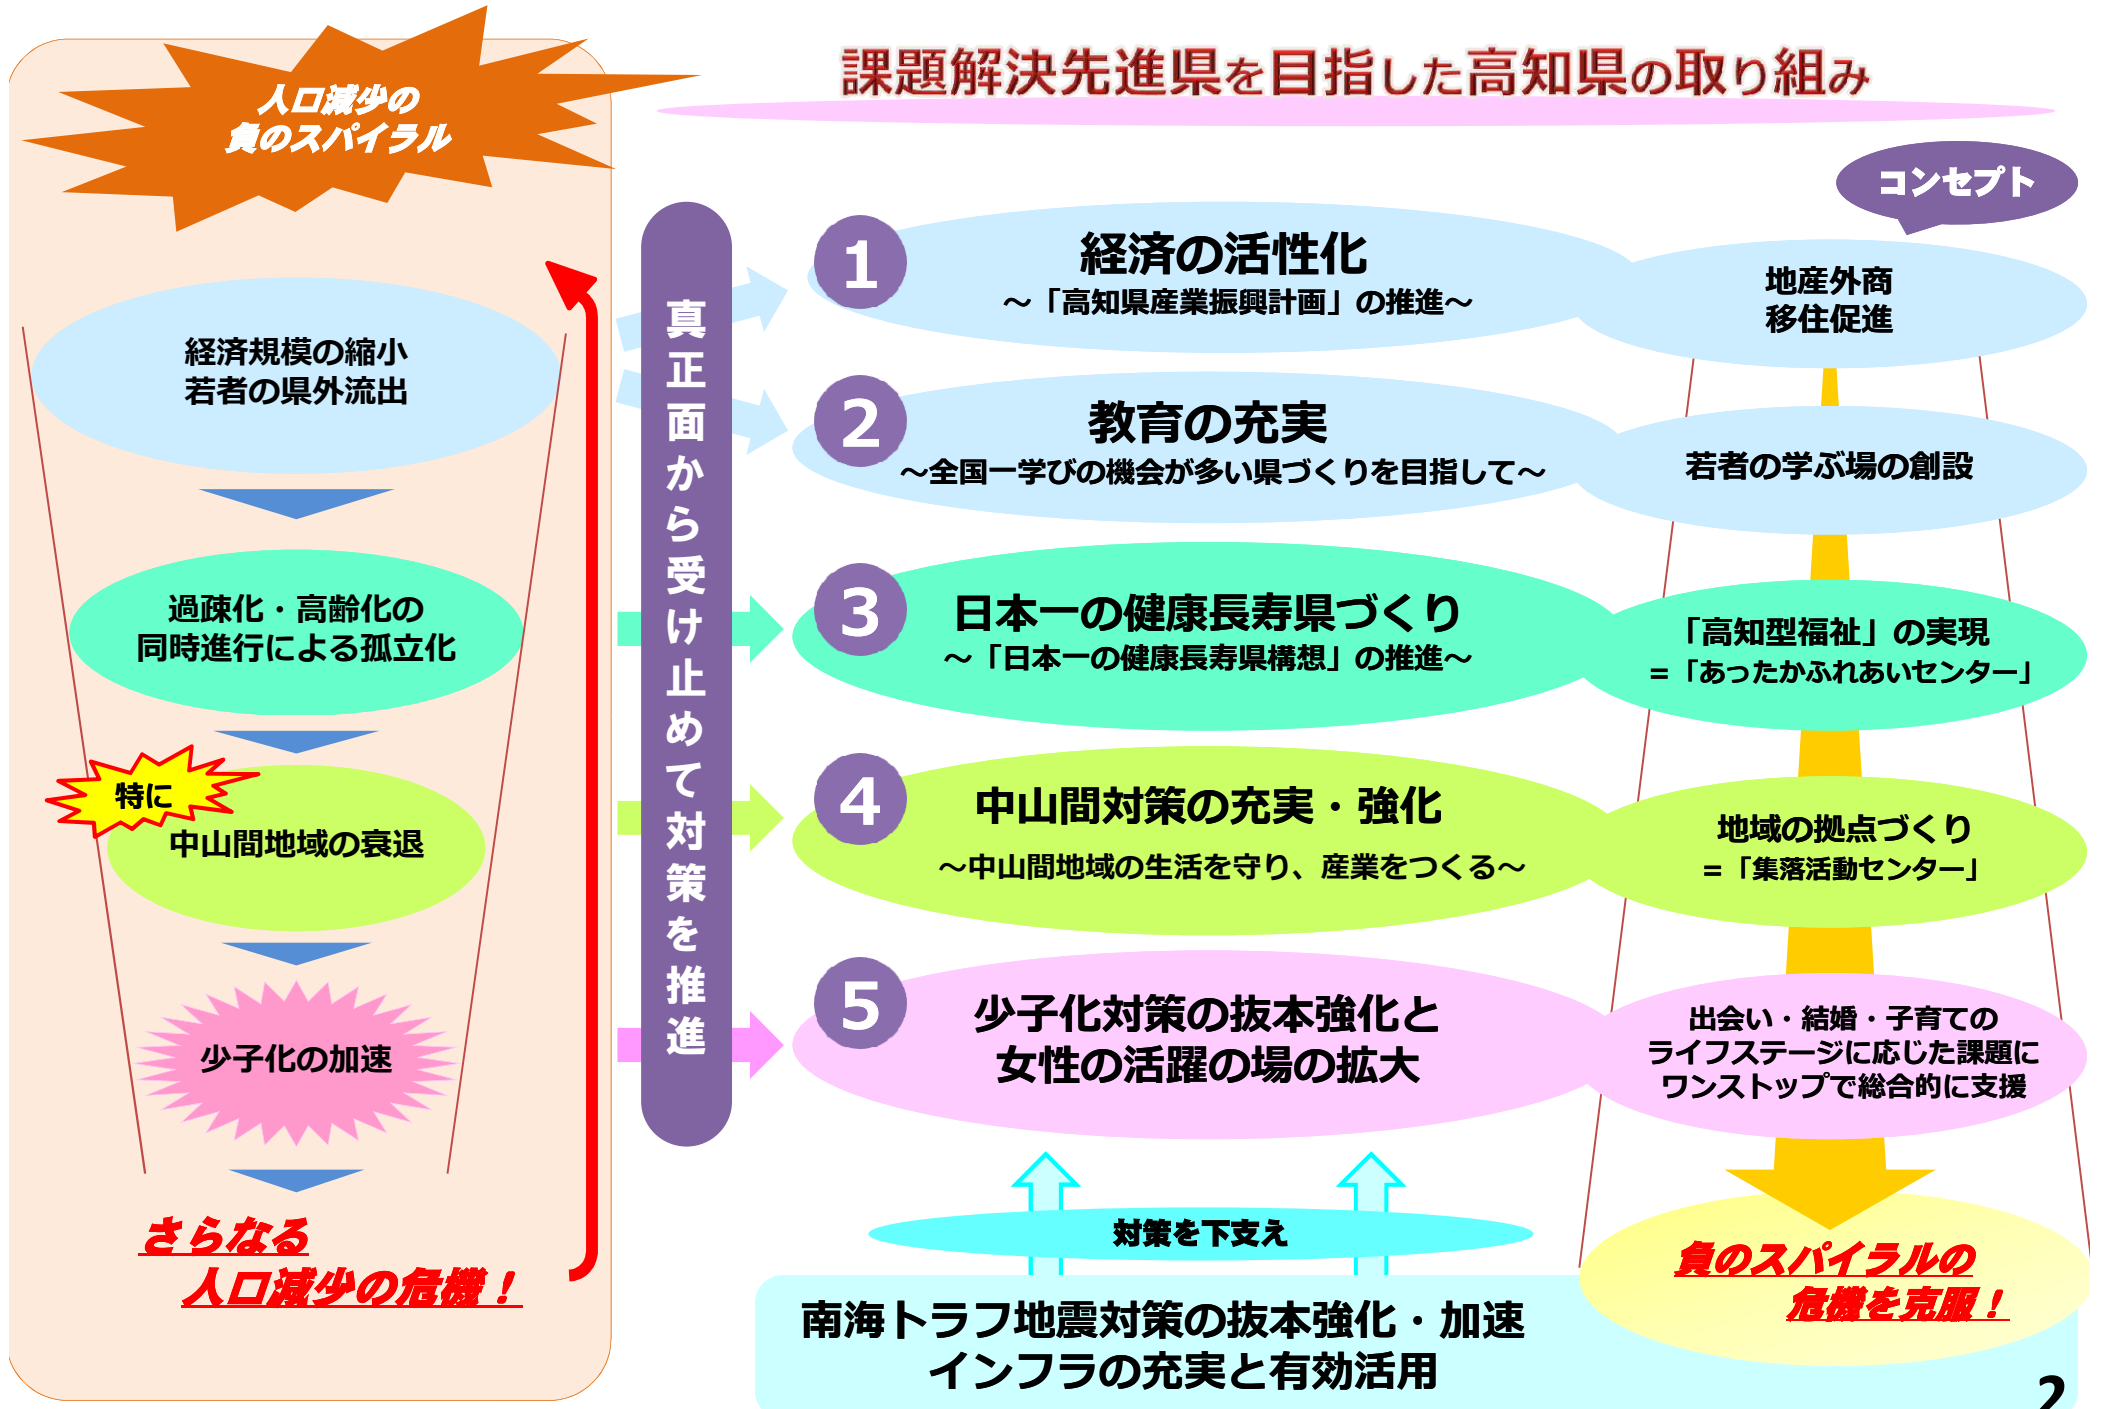 課題解決先進県を目指した高知県の取り組み
人口減少の
負のスパイラル
経済規模の縮小
若者の県外流出
過疎化・高齢化の
同時進行による孤立化
特に
中山間地域の衰退
少子化の加速
さらなる
人口減少の危機！
真正面から受け止めて対策を推進
コンセプト
1
経済の活性化
～「高知県産業振興計画」の推進～
地産外商
移住促進
2
教育の充実
～全国一学びの機会が多い県づくりを目指して～
若者の学ぶ場の創設
3
日本一の健康長寿県づくり
～「日本一の健康長寿県構想」の推進～
「高知型福祉」の実現
＝「あったかふれあいセンター」
4
中山間対策の充実・強化
～中山間地域の生活を守り、産業をつくる～
地域の拠点づくり
＝「集落活動センター」
5
少子化対策の抜本強化と
女性の活躍の場の拡大
出会い・結婚・子育ての
ライフステージに応じた課題に
ワンストップで総合的に支援
対策を下支え
南海トラフ地震対策の抜本強化・加速
インフラの充実と有効活用
負のスパイラルの
危機を克服！
2